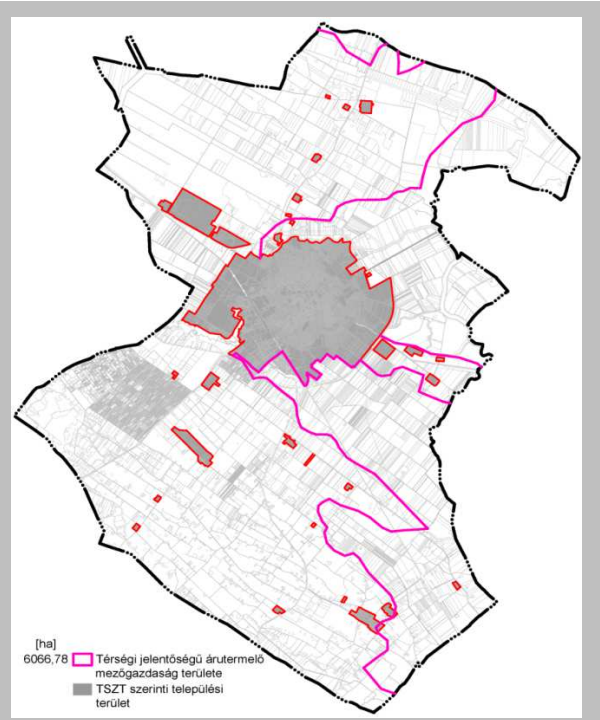 [ha]
6066,78 Térségi jelentőségű árutermelő
mezőgazdaság területe
TSZT szerinti települési
terület